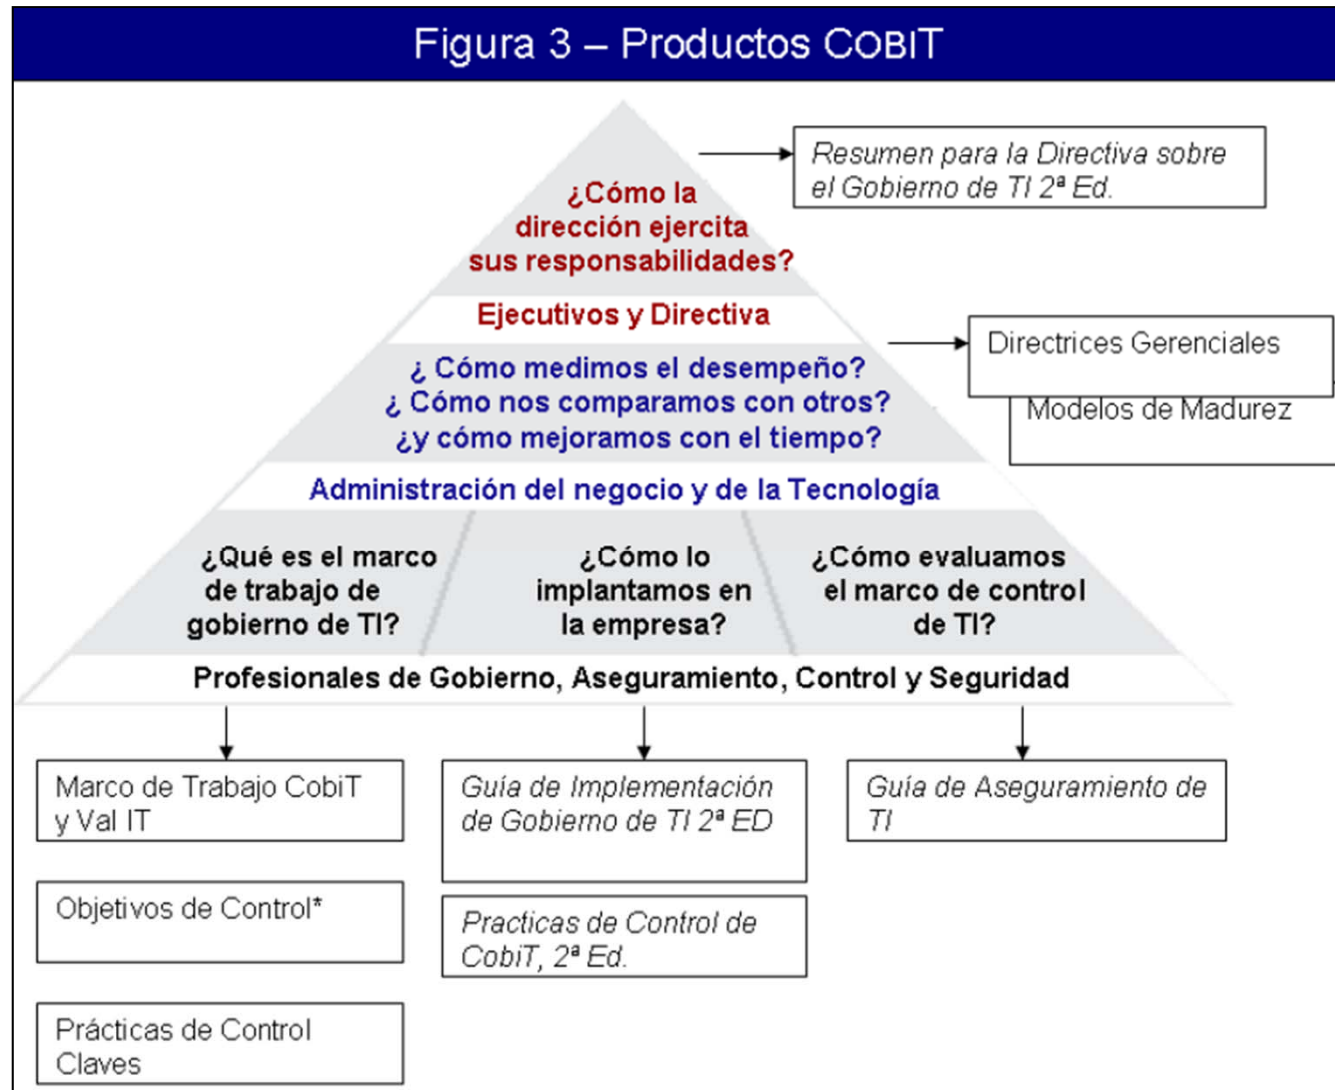 Figura 3 – Productos COBIT
¿Cómo la
dirección ejercita
sus responsabilidades?
Resumen para la Directiva sobre
el Gobierno de TI 2ª Ed.
Ejecutivos y Directiva
Directrices Gerenciales
Modelos de Madurez
¿ Cómo medimos el desempeño?
¿ Cómo nos comparamos con otros?
¿y cómo mejoramos con el tiempo?
Administración del negocio y de la Tecnología
¿Qué es el marco
de trabajo de
gobierno de TI?
¿Cómo lo
implantamos en
la empresa?
¿Cómo evaluamos
el marco de control
de TI?
Profesionales de Gobierno, Aseguramiento, Control y Seguridad
Marco de Trabajo CobiT
y Val IT
Objetivos de Control*
Prácticas de Control
Claves
Guía de Implementación
de Gobierno de TI 2ª ED
Practicas de Control de
CobiT, 2ª Ed.
Guía de Aseguramiento de
TI